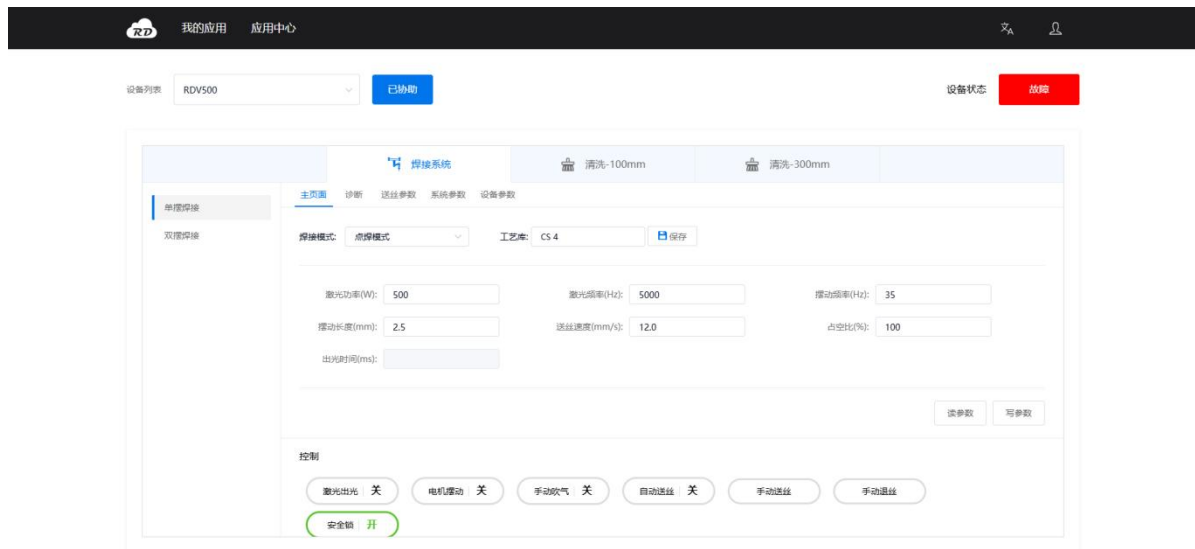 RD 我的应用 应用中心 文A
设备列表 RDV500 已协助 设备状态 故障
焊接系统 清洗-100mm 清洗-300mm
主页面 诊断 送丝参数 系统参数 设备参数
单摆焊接
双摆焊接
焊接模式: 点焊模式 工艺库: CS 4 保存
激光功率(W): 500 激光频率(Hz): 5000 摆动频率(Hz): 35
摆动长度(mm): 2.5 送丝速度(mm/s): 12.0 占空比(%): 100
出光时间(ms):
读参数 写参数
控制
激光出光 关 电机摆动 关 手动吹气 关 自动送丝 关 手动送丝 手动退丝
安全锁 开